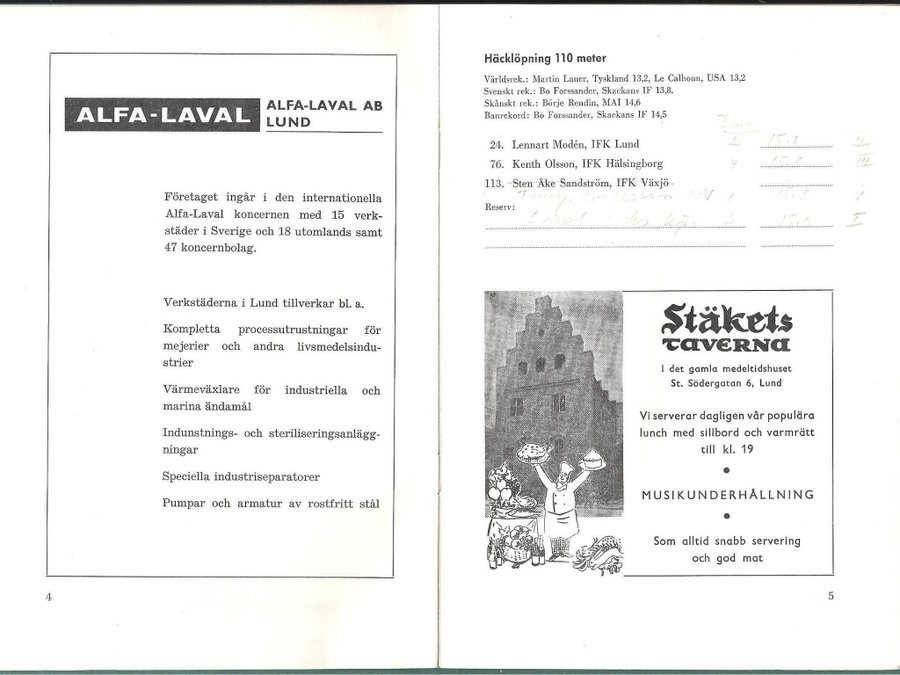 ALFA-LAVAL
ALFA-LAVAL AB
LUND
Företaget ingår i den internationella
Alfa-Laval koncernen med 15 verk-
städer i Sverige och 18 utomlands samt
47 koncernbolag.
Verkstäderna i Lund tillverkar bl. a.
Kompletta processutrustningar för
mejerier och andra livsmedelsindu-
strier
Värmeväxlare för industriella och
marina ändamål
Indunstnings- och steriliseringsanlägg-
ningar
Speciella industriseparatorer
Pumpar och armatur av rostfritt stål
4
Häcklöpning 110 meter
Världsrek.: Martin Lauer, Tyskland 13,2, Le Calhoun, USA 13,2
Svenskt rek.: Bo Forssander, Skackans IF 13,8.
Skånskt rek.: Börje Rendin, MAI 14,6
Banrekord: Bo Forssander, Skackans IF 14,5
24. Lennart Modén, IFK Lund 2 15.1 II
76. Kenth Olsson, IFK Hälsingborg 4 III
113. Sten Åke Sandström, IFK Växjö
Reserv:
3 I
Stäkets
TAVERNA
I det gamla medeltidshuset
St. Södergatan 6, Lund
Vi serverar dagligen vår populära
lunch med sillbord och varmrätt
till kl. 19
MUSIKUNDERHÅLLNING
Som alltid snabb servering
och god mat
5